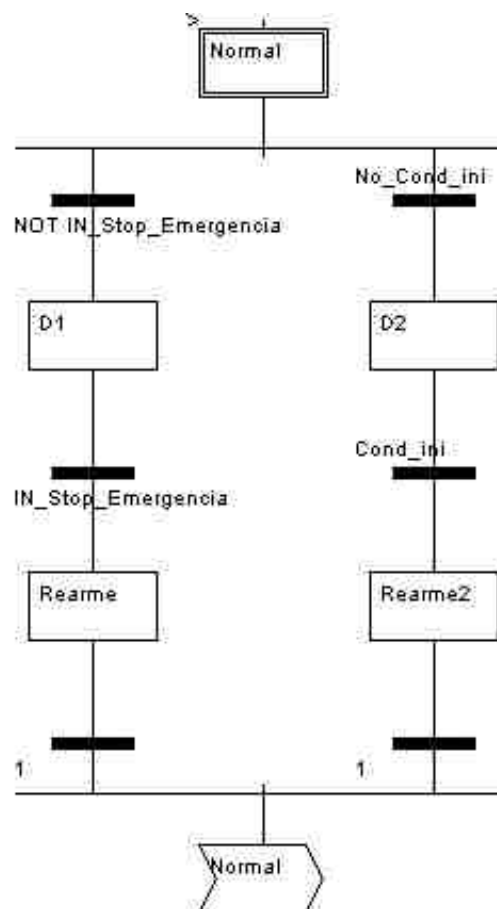 Normal
No_Cond_ini
NOT IN_Stop_Emergencia
D1
D2
Cond_ini
IN_Stop_Emergencia
Rearme
Rearme2
1
1
Normal